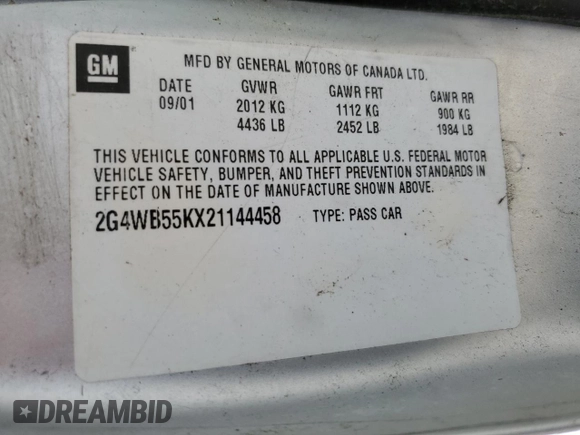 GM
MFD BY GENERAL MOTORS OF CANADA LTD.
DATE GVWR GAWR FRT GAWR RR
09/01 2012 KG 1112 KG 900 KG
4436 LB 2452 LB 1984 LB
THIS VEHICLE CONFORMS TO ALL APPLICABLE U.S. FEDERAL MOTOR
VEHICLE SAFETY, BUMPER, AND THEFT PREVENTION STANDARDS IN
EFFECT ON THE DATE OF MANUFACTURE SHOWN ABOVE.
2G4WB55KX21144458 TYPE: PASS CAR
DREAMBID